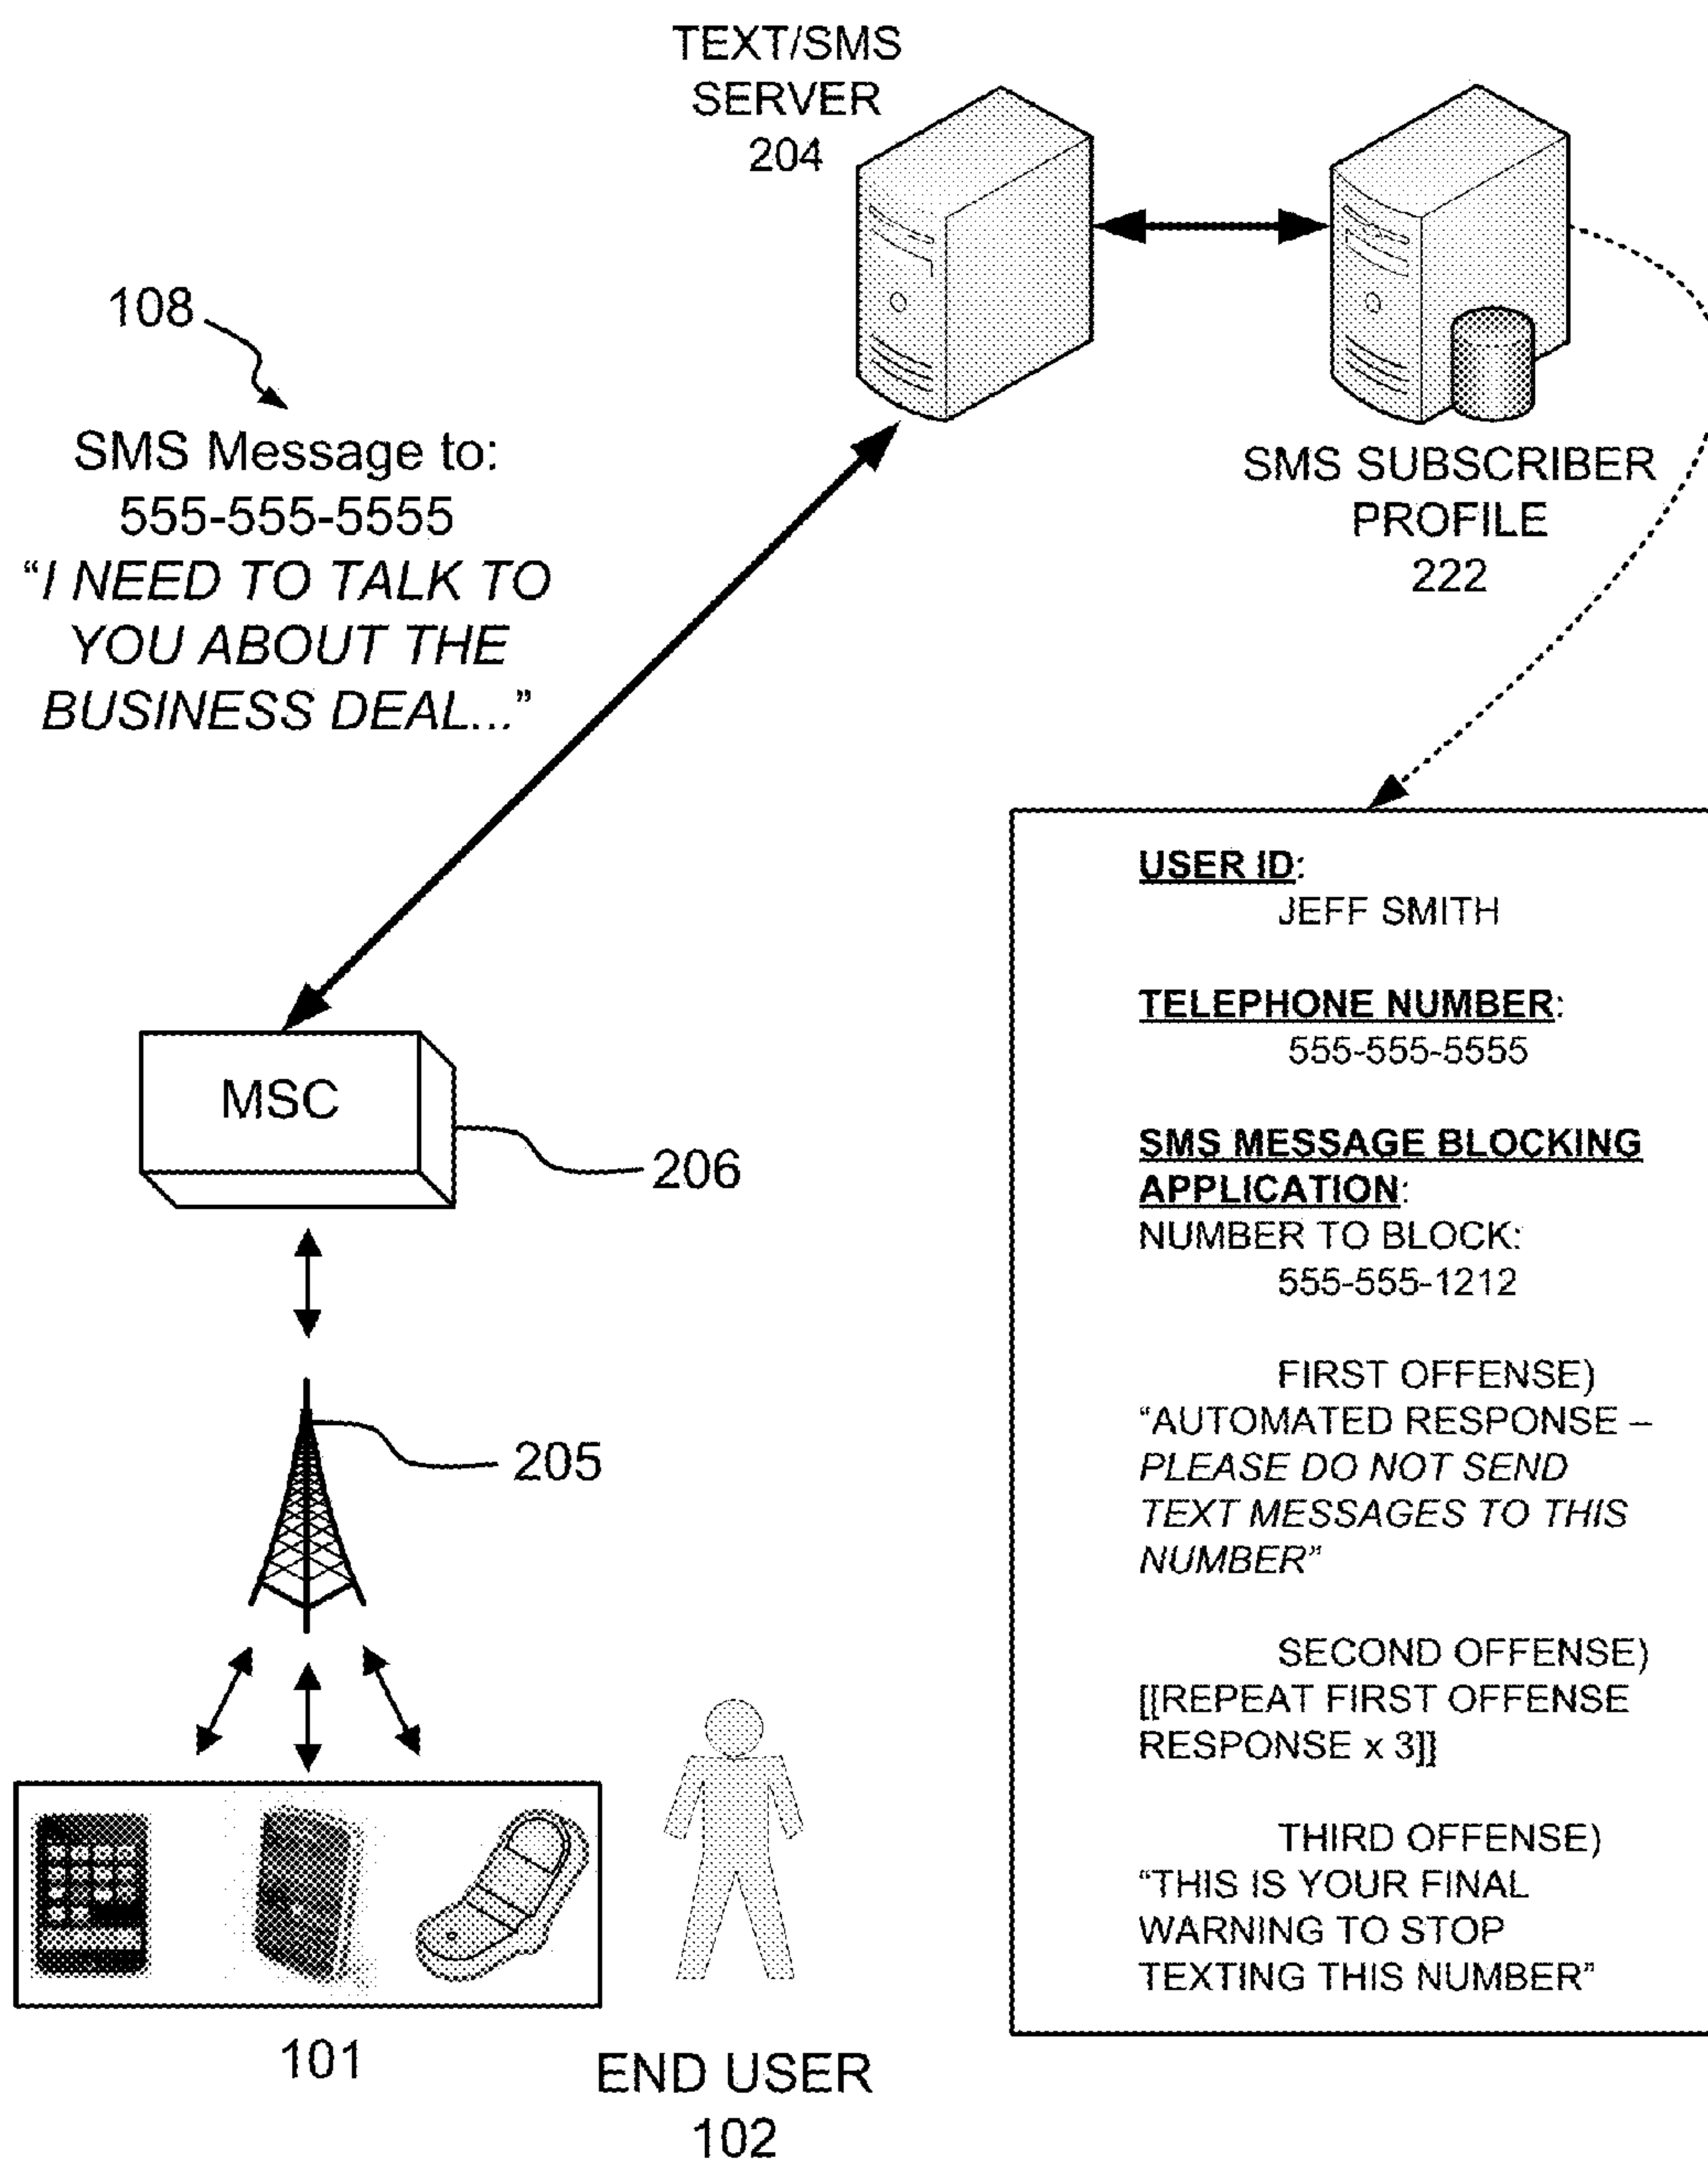 TEXT/SMS
SERVER
204
108
SMS Message to:
555-555-5555
“I NEED TO TALK TO
YOU ABOUT THE
BUSINESS DEAL...”
SMS SUBSCRIBER
PROFILE
222
MSC
206
205
101
END USER
102
USER ID:
JEFF SMITH
TELEPHONE NUMBER:
555-555-5555
SMS MESSAGE BLOCKING
APPLICATION:
NUMBER TO BLOCK:
555-555-1212
FIRST OFFENSE)
“AUTOMATED RESPONSE –
PLEASE DO NOT SEND
TEXT MESSAGES TO THIS
NUMBER”
SECOND OFFENSE)
[[REPEAT FIRST OFFENSE
RESPONSE x 3]]
THIRD OFFENSE)
“THIS IS YOUR FINAL
WARNING TO STOP
TEXTING THIS NUMBER”